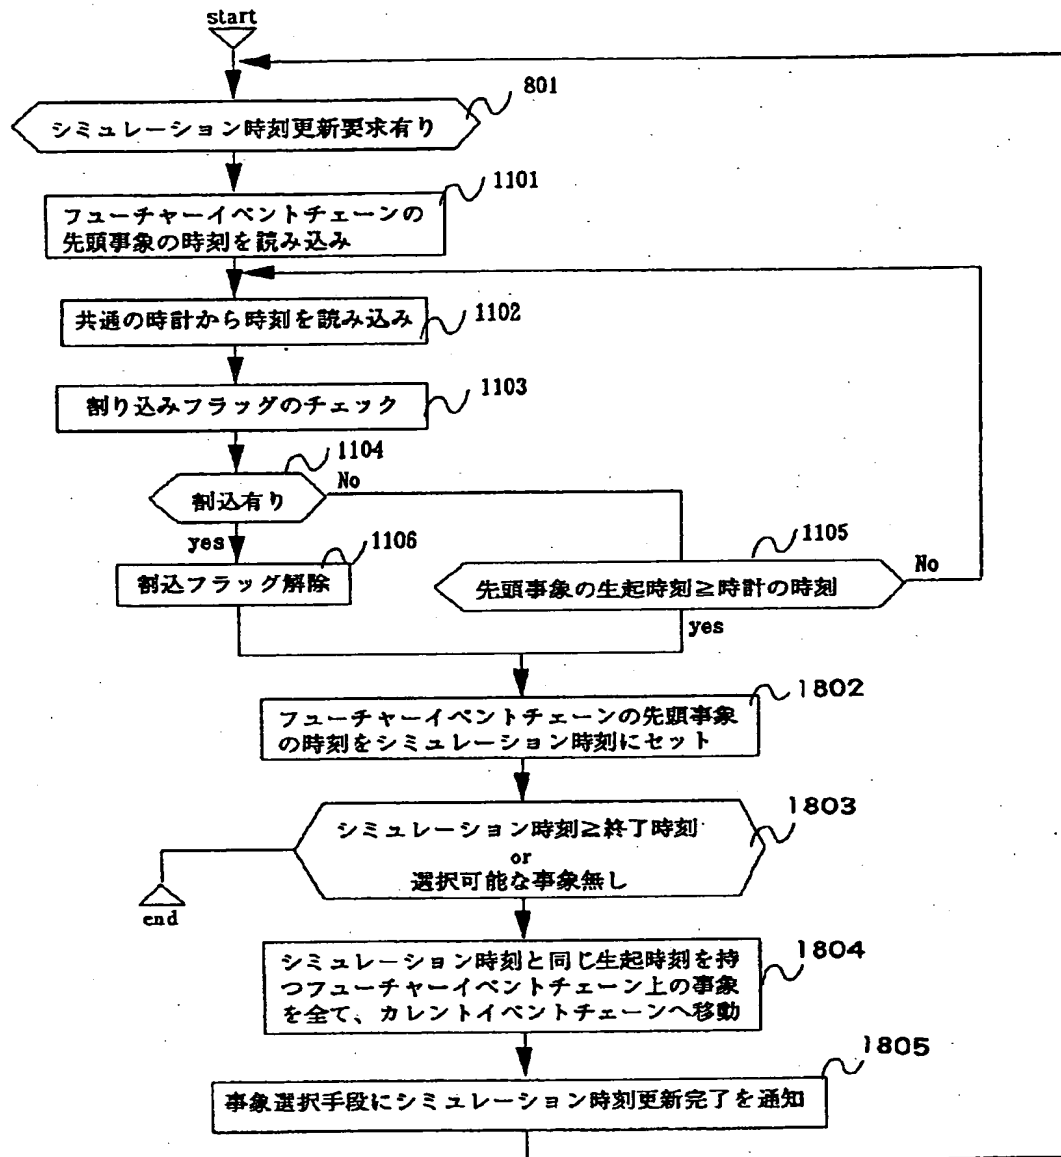 start
801
シミュレーション時刻更新要求有り
1101
フューチャーイベントチェーンの
先頭事象の時刻を読み込み
共通の時計から時刻を読み込み
1102
割り込みフラッグのチェック
1103
1104
割込有り
No
yes
1106
割込フラッグ解除
1105
先頭事象の生起時刻≧時計の時刻
No
yes
1802
フューチャーイベントチェーンの先頭事象
の時刻をシミュレーション時刻にセット
1803
シミュレーション時刻≧終了時刻
or
選択可能な事象無し
end
1804
シミュレーション時刻と同じ生起時刻を持
つフューチャーイベントチェーン上の事象
を全て、カレントイベントチェーンへ移動
1805
事象選択手段にシミュレーション時刻更新完了を通知